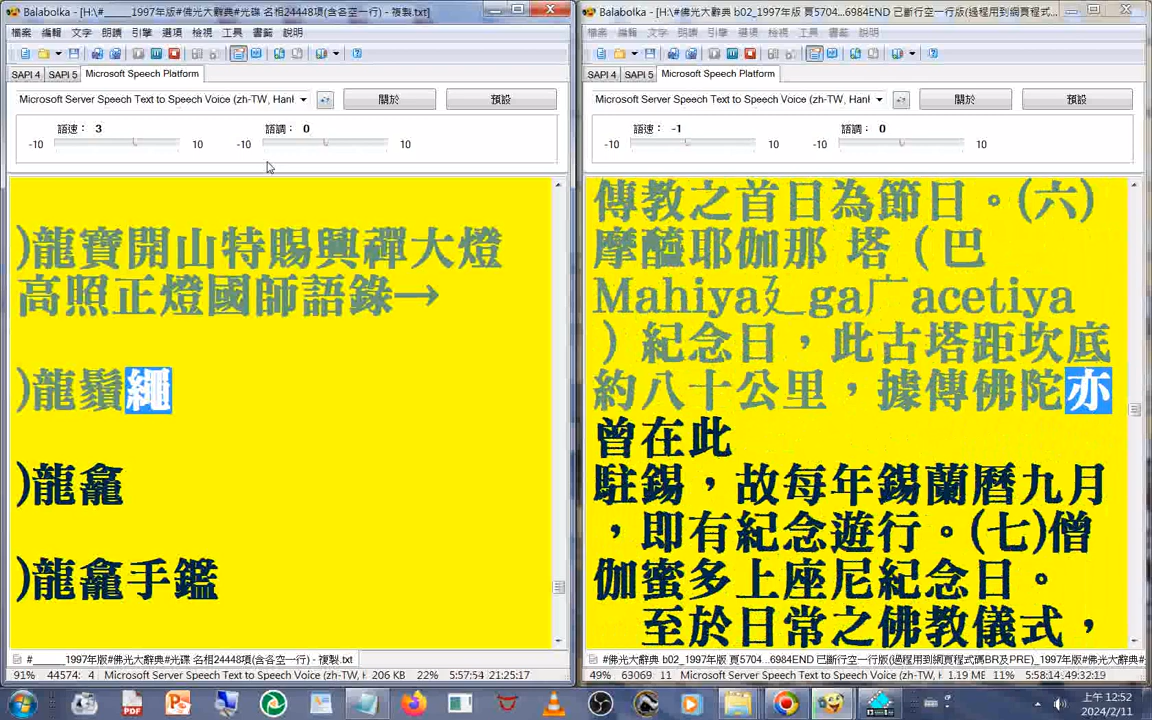 Balabolka - [H:\#_____1997年版#佛光大辭典#光碟 名相24448項(含各空一行) - 複製.txt]
檔案 編輯 文字 朗讀 引擎 選項 檢視 工具 書籤 說明
SAPI 4 SAPI 5 Microsoft Speech Platform
Microsoft Server Speech Text to Speech Voice (zh-TW, Hanl 關於 預設
語速： 3 語調： 0
-10 10 -10 10
)龍寶開山特賜興禪大燈
高照正燈國師語錄→
)龍鬚繩
)龍龕
)龍龕手鑑
#_____1997年版#佛光大辭典#光碟 名相24448項(含各空一行) - 複製.txt
91% 44574: 4 Microsoft Server Speech Text to Speech Voice (zh-TW, H 206 KB 22% 5:57:54 21:25:17
Balabolka - [H:\#佛光大辭典 b02_1997年版 頁5704...6984END 已斷行空一行版(過程用到網頁程式...
檔案 編輯 文字 朗讀 引擎 選項 檢視 工具 書籤 說明
SAPI 4 SAPI 5 Microsoft Speech Platform
Microsoft Server Speech Text to Speech Voice (zh-TW, Hanl 關於 預設
語速： -1 語調： 0
-10 10 -10 10
傳教之首日為節日。(六)
摩醯耶伽那 塔（巴
Mahiya廴_ga广acetiya
）紀念日，此古塔距坎底
約八十公里，據傳佛陀亦
曾在此
駐錫，故每年錫蘭曆九月
，即有紀念遊行。(七)僧
伽蜜多上座尼紀念日。
至於日常之佛教儀式，
#佛光大辭典 b02_1997年版 頁5704...6984END 已斷行空一行版(過程用到網頁程式碼BR及PRE)_1997年版#佛光大辭典#
49% 63069 11 Microsoft Server Speech Text to Speech Voice (zh-TW, H 1.19 ME 11% 5:58:14:49:32:19
上午 12:52
2024/2/11